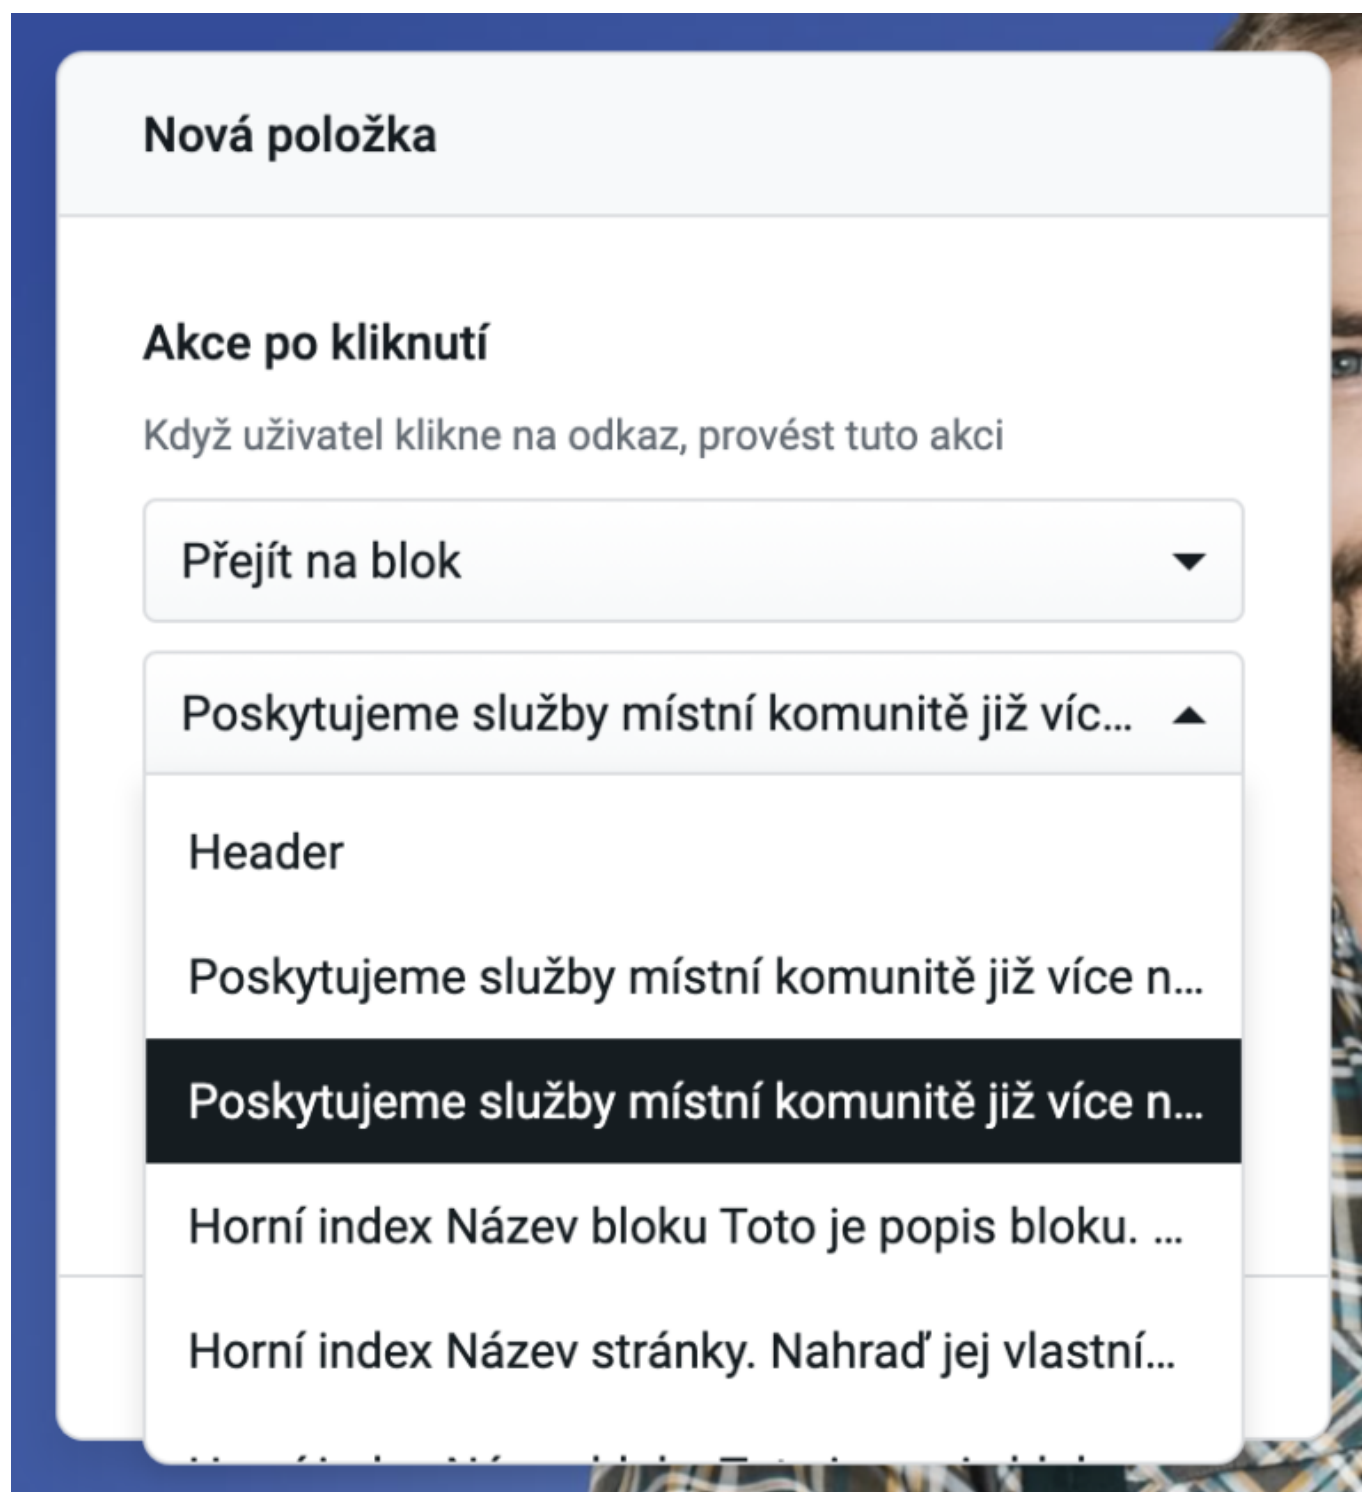 Nová položka
Akce po kliknutí
Když uživatel klikne na odkaz, provést tuto akci
Přejít na blok
Poskytujeme služby místní komunitě již víc...
Header
Poskytujeme služby místní komunitě již více n...
Poskytujeme služby místní komunitě již více n...
Horní index Název bloku Toto je popis bloku. ...
Horní index Název stránky. Nahraď jej vlastní...